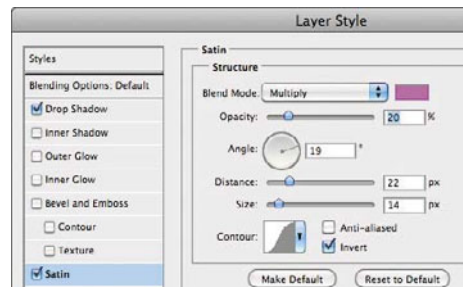 Layer Style
Styles
Blending Options: Default
Drop Shadow
Inner Shadow
Outer Glow
Inner Glow
Bevel and Emboss
Contour
Texture
Satin
Satin
Structure
Blend Mode: Multiply
Opacity: 20 %
Angle: 19 °
Distance: 22 px
Size: 14 px
Contour: Anti-aliased
Invert
Make Default Reset to Default